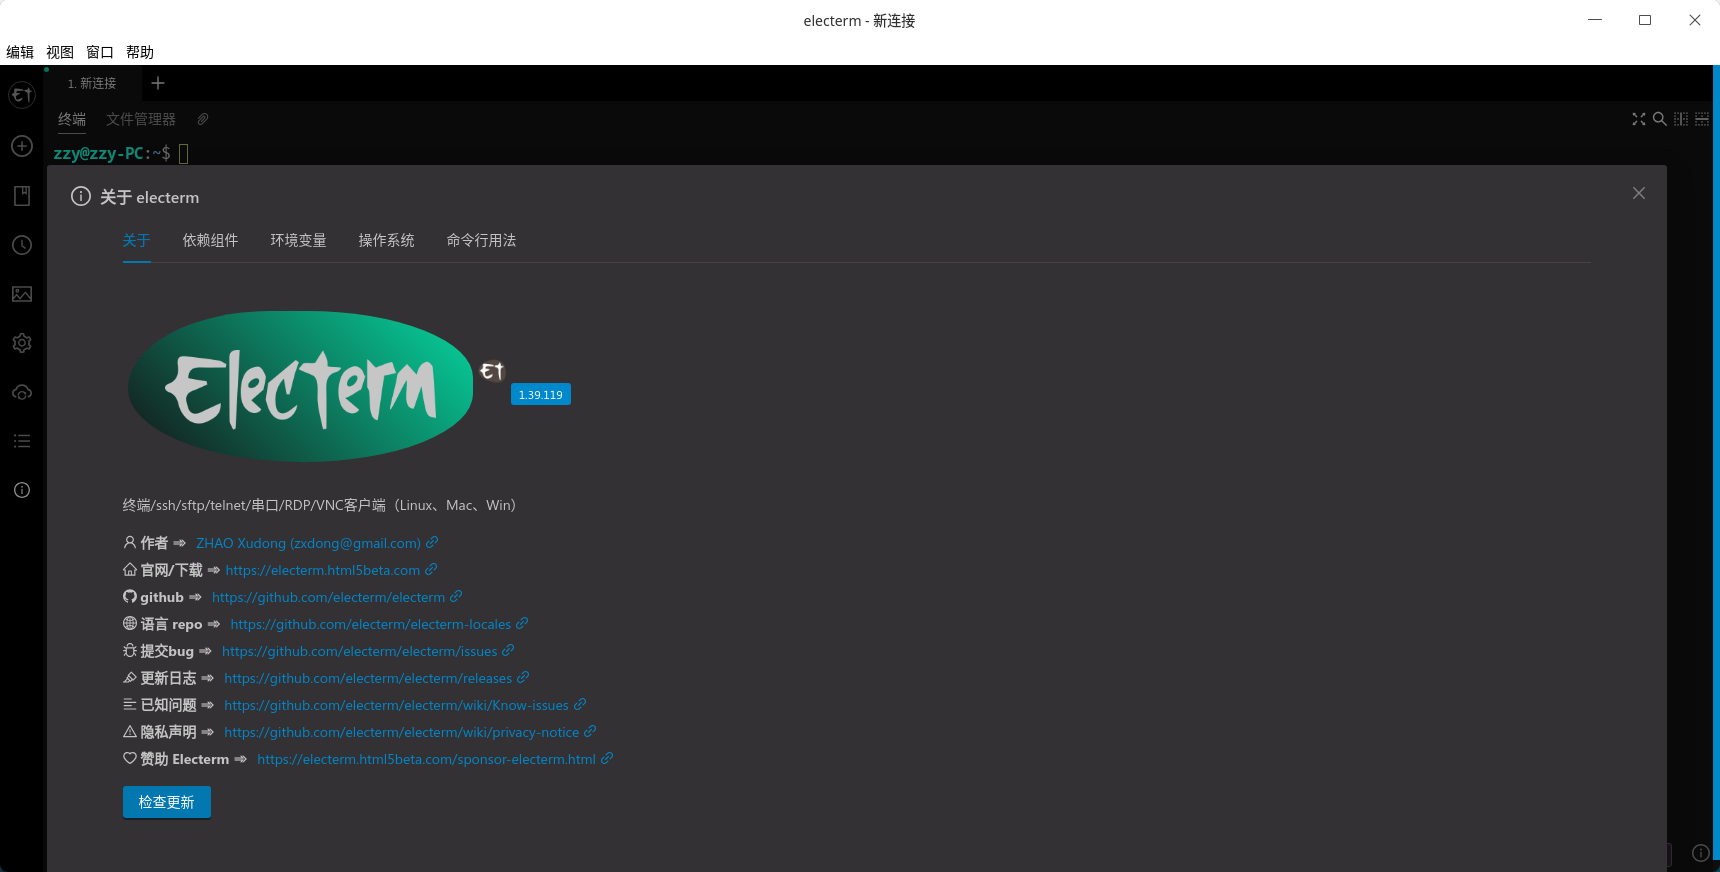 electerm - 新连接
编辑 视图 窗口 帮助
1. 新连接
终端 文件管理器
zzy@zzy-PC:~$
关于 electerm
关于 依赖组件 环境变量 操作系统 命令行用法
Electerm
1.39.119
终端/ssh/sftp/telnet/串口/RDP/VNC客户端（Linux、Mac、Win）
作者 ⇛ ZHAO Xudong (zxdong@gmail.com)
官网/下载 ⇛ https://electerm.html5beta.com
github ⇛ https://github.com/electerm/electerm
语言 repo ⇛ https://github.com/electerm/electerm-locales
提交bug ⇛ https://github.com/electerm/electerm/issues
更新日志 ⇛ https://github.com/electerm/electerm/releases
已知问题 ⇛ https://github.com/electerm/electerm/wiki/Know-issues
隐私声明 ⇛ https://github.com/electerm/electerm/wiki/privacy-notice
赞助 Electerm ⇛ https://electerm.html5beta.com/sponsor-electerm.html
检查更新